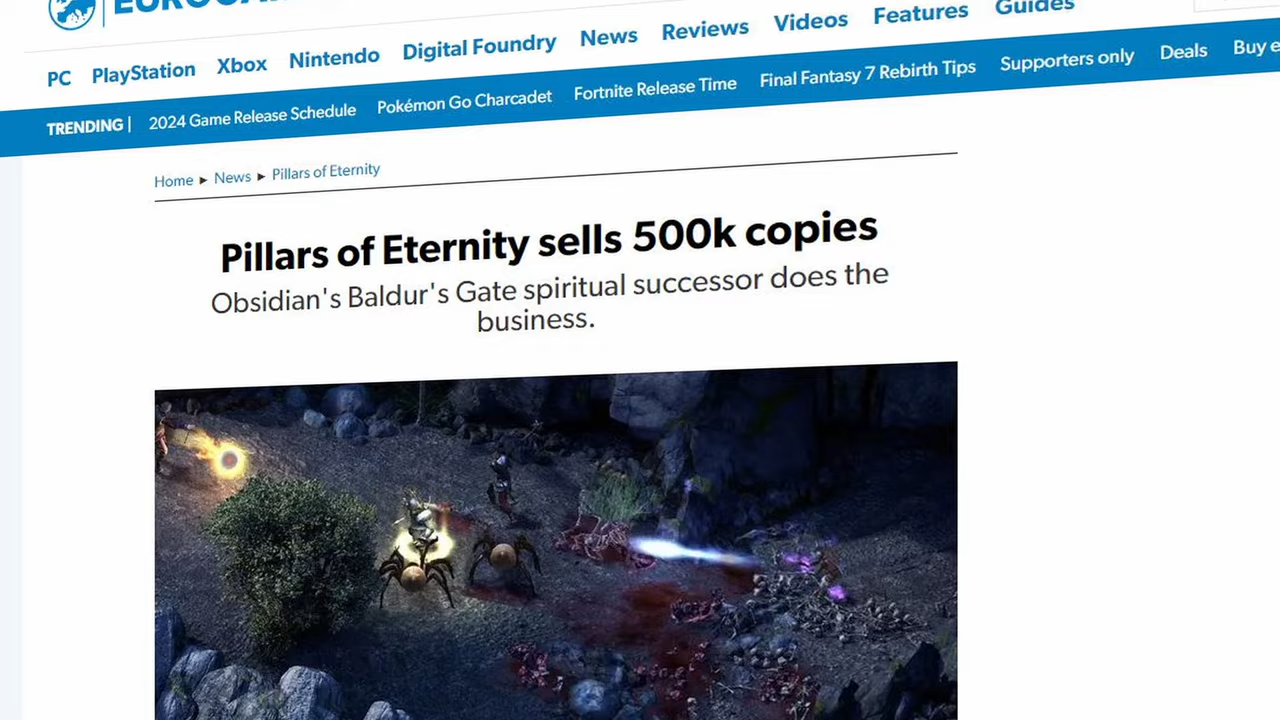 PC PlayStation Xbox Nintendo Digital Foundry News Reviews Videos Features Guides
TRENDING | 2024 Game Release Schedule Pokémon Go Charcadet Fortnite Release Time Final Fantasy 7 Rebirth Tips Supporters only Deals Buy
Home ▸ News ▸ Pillars of Eternity
Pillars of Eternity sells 500k copies
Obsidian's Baldur's Gate spiritual successor does the
business.